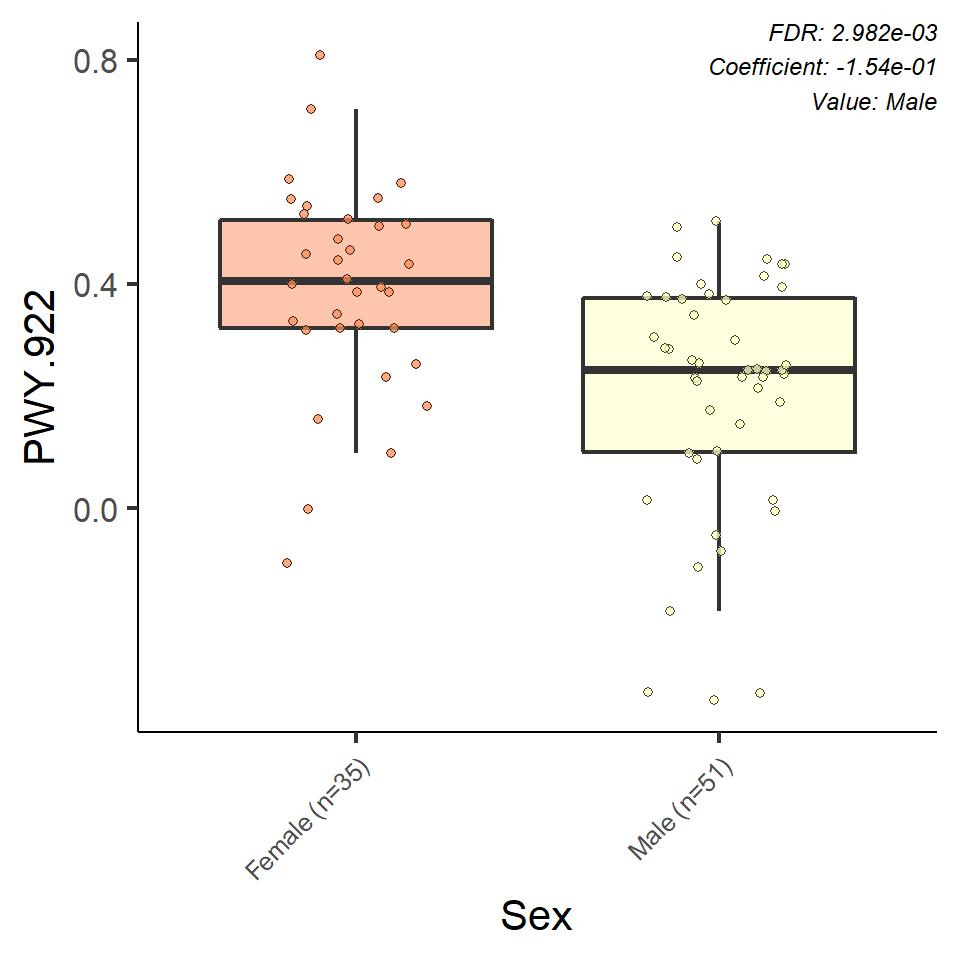 FDR: 2.982e-03
Coefficient: -1.54e-01
Value: Male
0.8
0.4
0.0
PWY.922
Female (n=35)
Male (n=51)
Sex